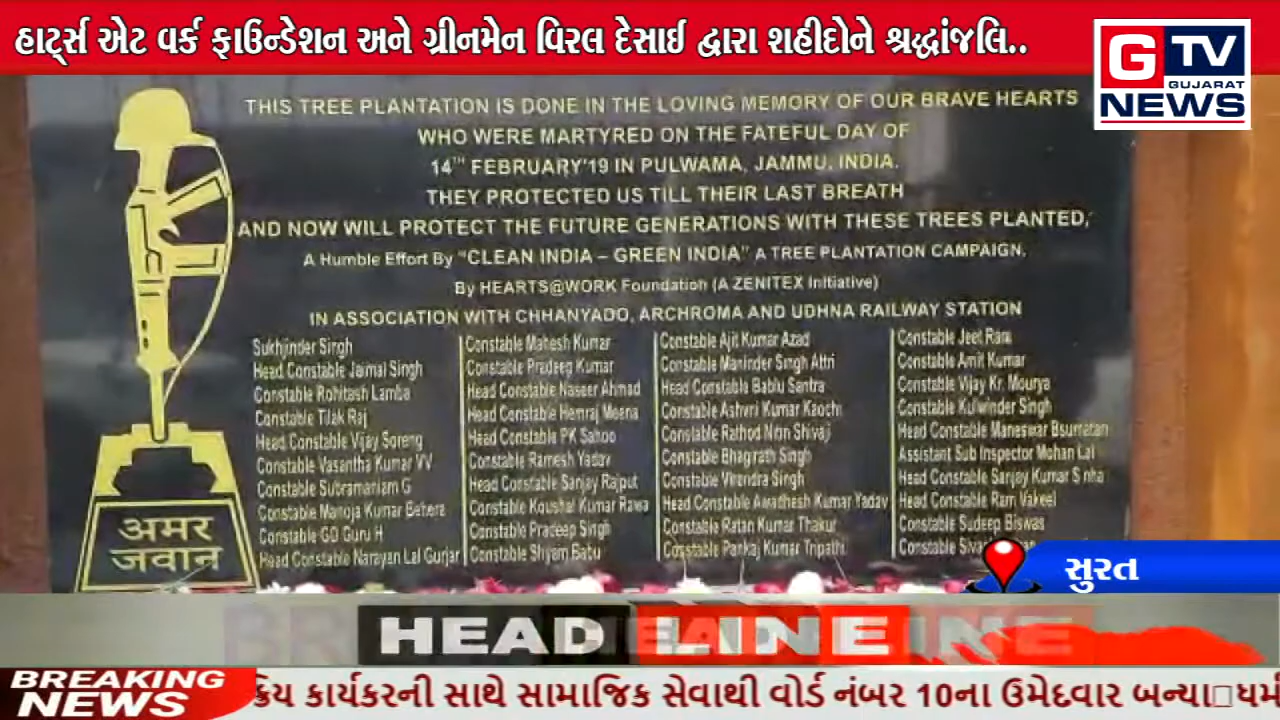 હાર્ટ્સ એટ વર્ક ફાઉન્ડેશન અને ગ્રીનમેન વિરલ દેસાઈ દ્વારા શહીદોને શ્રદ્ધાંજલિ..
G TV
GUJARAT
NEWS
THIS TREE PLANTATION IS DONE IN THE LOVING MEMORY OF OUR BRAVE HEARTS
WHO WERE MARTYRED ON THE FATEFUL DAY OF
14TH FEBRUARY'19 IN PULWAMA, JAMMU, INDIA.
THEY PROTECTED US TILL THEIR LAST BREATH
AND NOW WILL PROTECT THE FUTURE GENERATIONS WITH THESE TREES PLANTED,
A Humble Effort By "CLEAN INDIA – GREEN INDIA" A TREE PLANTATION CAMPAIGN.
By HEARTS@WORK Foundation (A ZENITEX Initiative)
IN ASSOCIATION WITH CHHANYADO, ARCHROMA AND UDHNA RAILWAY STATION
Sukhjinder Singh
Head Constable Jaimal Singh
Constable Rohitash Lamba
Constable Tilak Raj
Head Constable Vijay Soreng
Constable Vasantha Kumar VV
Constable Subramaniam G
Constable Manoja Kumar Behera
Constable GD Guru H
Head Constable Narayan Lal Gurjar
Constable Mahesh Kumar
Constable Pradeep Kumar
Head Constable Naseer Ahmad
Head Constable Hemraj Meena
Head Constable PK Sahoo
Constable Ramesh Yadav
Head Constable Sanjay Rajput
Constable Koushal Kumar Rawa
Constable Pradeep Singh
Constable Shyam Babu
Constable Ajit Kumar Azad
Constable Maninder Singh Attri
Head Constable Bablu Santra
Constable Ashvri Kumar Kaochi
Constable Rathod Nitin Shivaji
Constable Bhagirath Singh
Constable Virendra Singh
Head Constable Awadhesh Kumar Yadav
Constable Ratan Kumar Thakur
Constable Pankaj Kumar Tripathi
Constable Jeet Ram
Constable Amit Kumar
Constable Vijay Kr. Mourya
Constable Kulwinder Singh
Head Constable Maneswar Bsumatari
Assistant Sub Inspector Mohan Lal
Head Constable Sanjay Kumar Sinha
Head Constable Ram Vakeel
Constable Sudeep Biswas
Constable
अमर
जवान
સુરત
HEAD LINE
BREAKING
NEWS
કાર્યકરની સાથે સામાજિક સેવાથી વોર્ડ નંબર 10ના ઉમેદવાર બન્યા